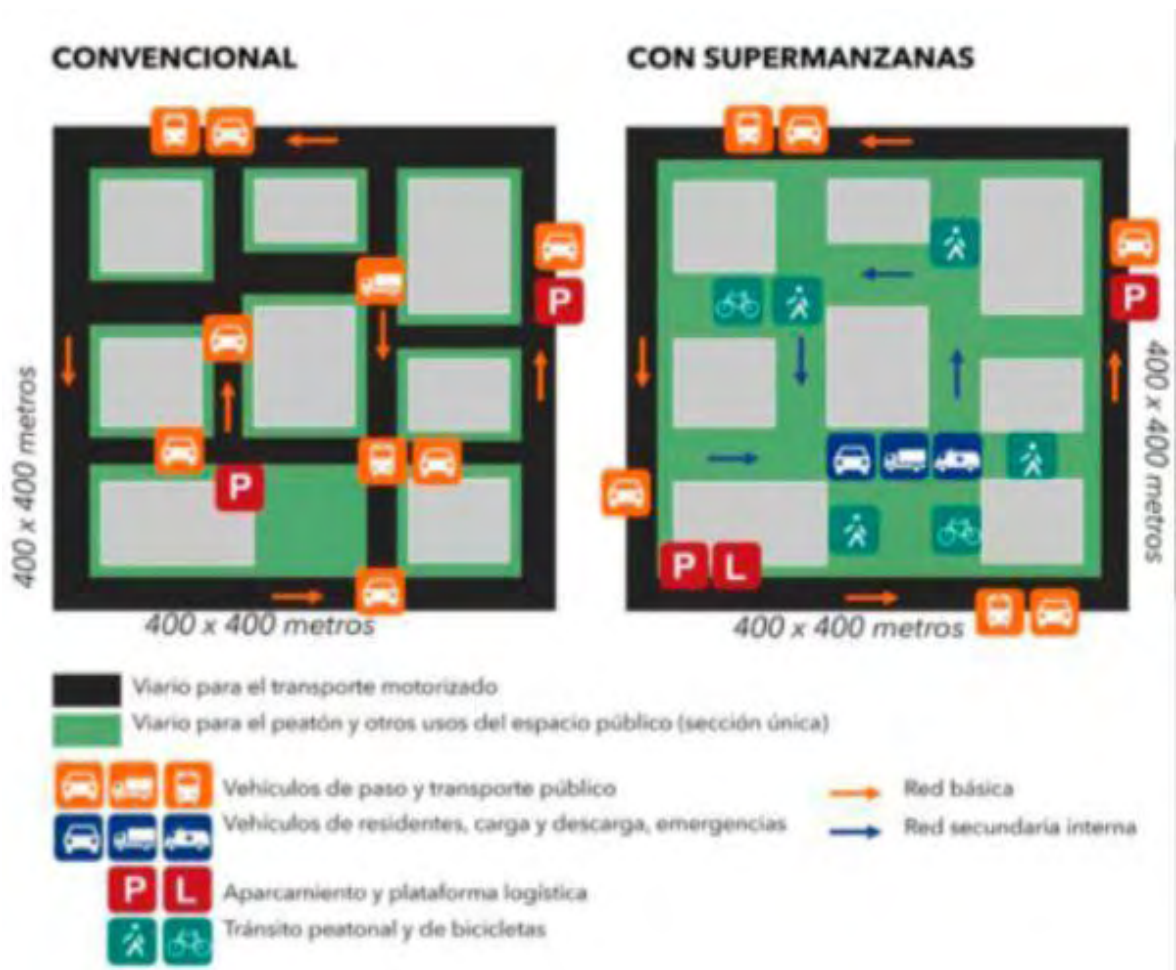 CONVENCIONAL
CON SUPERMANZANAS
P
P
400 x 400 metros
400 x 400 metros
P
P L
400 x 400 metros
400 x 400 metros
Viario para el transporte motorizado
Viario para el peatón y otros usos del espacio público (sección única)
Vehículos de paso y transporte público
Red básica
Vehículos de residentes, carga y descarga, emergencias
Red secundaria interna
P L
Aparcamiento y plataforma logística
Tránsito peatonal y de bicicletas